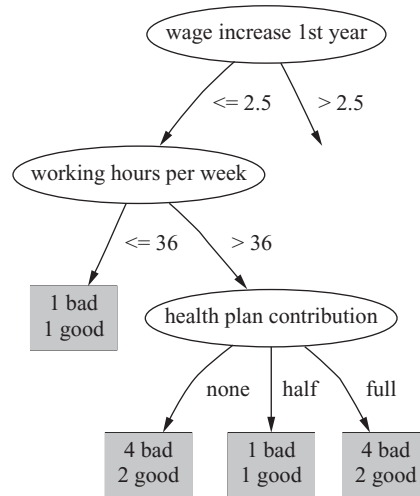 wage increase 1st year
<= 2.5
> 2.5
working hours per week
<= 36
> 36
1 bad
1 good
health plan contribution
none
half
full
4 bad
2 good
1 bad
1 good
4 bad
2 good